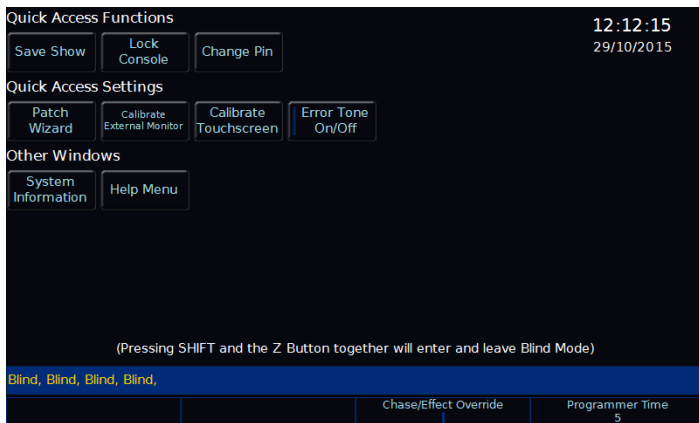 Quick Access Functions
12:12:15
29/10/2015
Save Show
Lock
Console
Change Pin
Quick Access Settings
Patch
Wizard
Calibrate
External Monitor
Calibrate
Touchscreen
Error Tone
On/Off
Other Windows
System
Information
Help Menu
(Pressing SHIFT and the Z Button together will enter and leave Blind Mode)
Blind, Blind, Blind, Blind,
Chase/Effect Override
Programmer Time
5